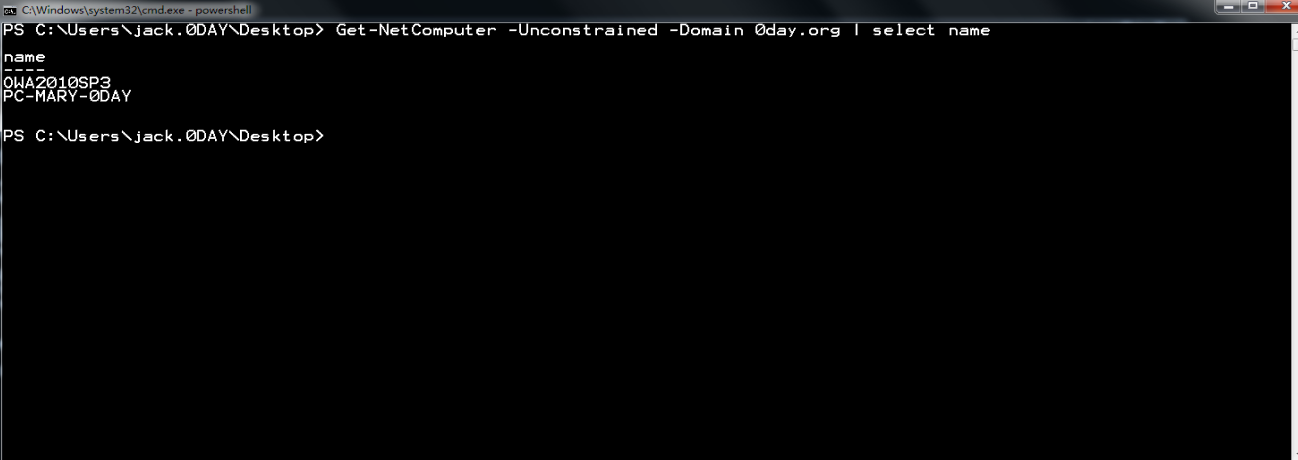 C:\Windows\system32\cmd.exe - powershell
PS C:\Users\jack.0DAY\Desktop> Get-NetComputer -Unconstrained -Domain 0day.org | select name
name
----
OWA2010SP3
PC-MARY-0DAY
PS C:\Users\jack.0DAY\Desktop>